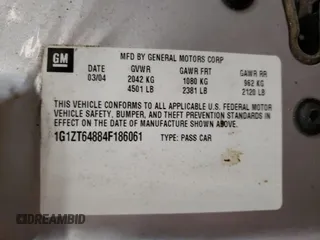 GM
MFD BY GENERAL MOTORS CORP
DATE GVWR GAWR FRT GAWR RR
03/04 2042 KG 1080 KG 962 KG
4501 LB 2381 LB 2120 LB
THIS VEHICLE CONFORMS TO ALL APPLICABLE U.S. FEDERAL MOTOR
VEHICLE SAFETY, BUMPER, AND THEFT PREVENTION STANDARDS IN
EFFECT ON THE DATE OF MANUFACTURE SHOWN ABOVE.
1G1ZT64884F186061 TYPE: PASS CAR
DREAMBID